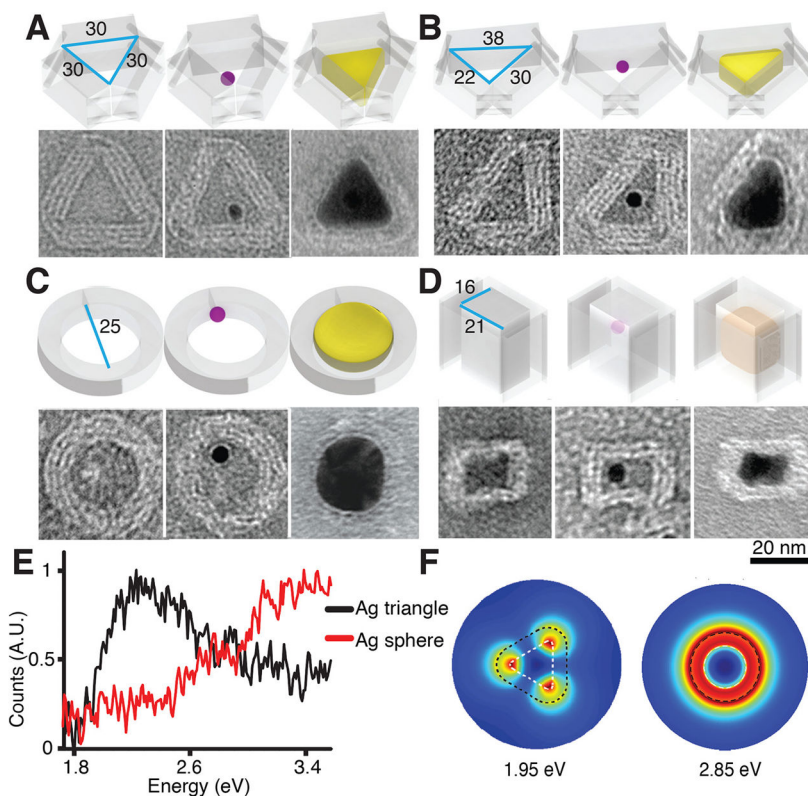 A
30
30
30
B
38
22
30
C
25
D
16
21
20 nm
E
Counts (A.U.)
1
0.5
0
Ag triangle
Ag sphere
1.8
2.6
3.4
Energy (eV)
F
1.95 eV
2.85 eV